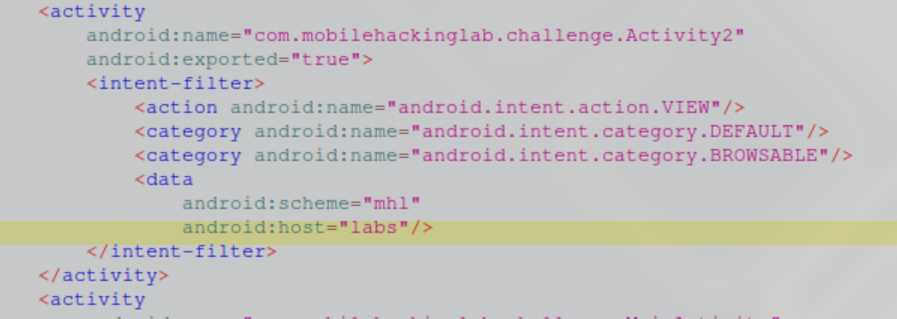 <activity
android:name="com.mobilehackinglab.challenge.Activity2"
android:exported="true">
<intent-filter>
<action android:name="android.intent.action.VIEW"/>
<category android:name="android.intent.category.DEFAULT"/>
<category android:name="android.intent.category.BROWSABLE"/>
<data
android:scheme="mhl"
android:host="labs"/>
</intent-filter>
</activity>
<activity